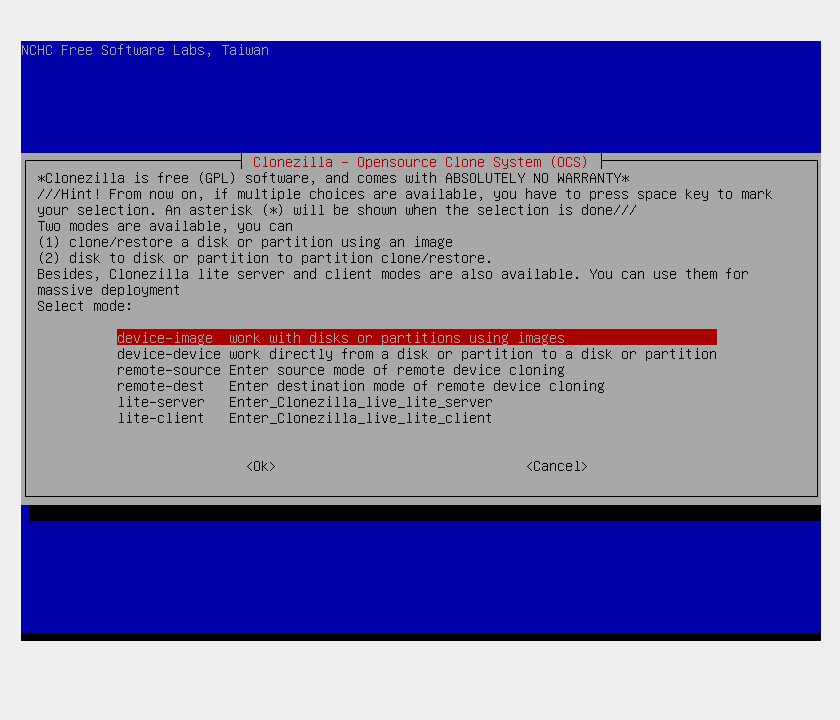 NCHC Free Software Labs, Taiwan
Clonezilla - Opensource Clone System (OCS)
*Clonezilla is free (GPL) software, and comes with ABSOLUTELY NO WARRANTY*
///Hint! From now on, if multiple choices are available, you have to press space key to mark
your selection. An asterisk (*) will be shown when the selection is done///
Two modes are available, you can
(1) clone/restore a disk or partition using an image
(2) disk to disk or partition to partition clone/restore.
Besides, Clonezilla lite server and client modes are also available. You can use them for
massive deployment
Select mode:
device-image work with disks or partitions using images
device-device work directly from a disk or partition to a disk or partition
remote-source Enter source mode of remote device cloning
remote-dest Enter destination mode of remote device cloning
lite-server Enter_Clonezilla_live_lite_server
lite-client Enter_Clonezilla_live_lite_client
<Ok> <Cancel>